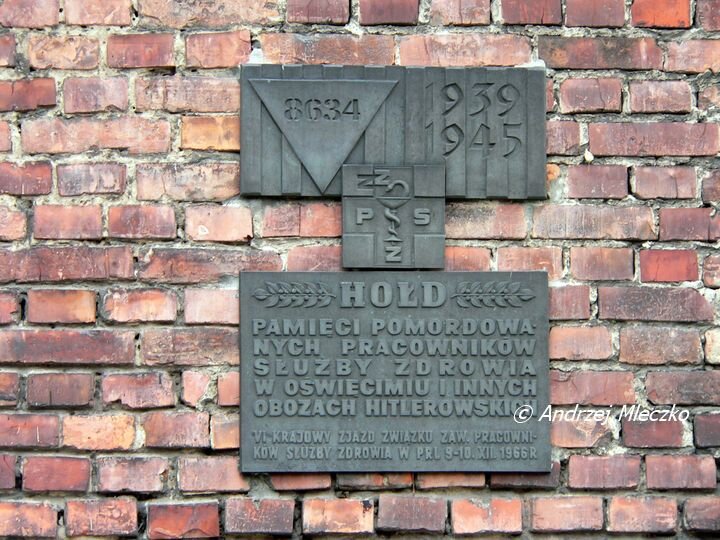 8634
1939
1945
ZZ
P S
Z
HOŁD
PAMIĘCI POMORDOWA-
NYCH PRACOWNIKÓW
SŁUŻBY ZDROWIA
W OŚWIĘCIMIU I INNYCH
OBOZACH HITLEROWSKICH
VI KRAJOWY ZJAZD ZWIĄZKU ZAW. PRACOWNI-
KÓW SŁUŻBY ZDROWIA W PRL 9-10. XII. 1966 R
© Andrzej Mleczko